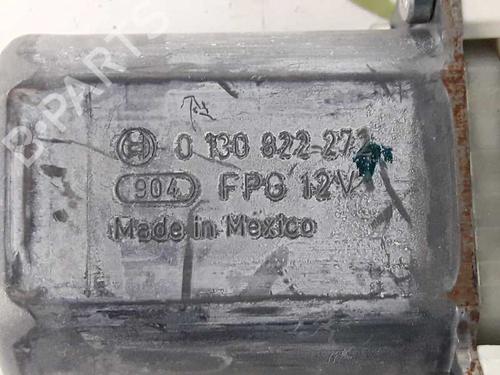 B-PARTS
0 130 822 272
904 FPG 12V
Made in Mexico